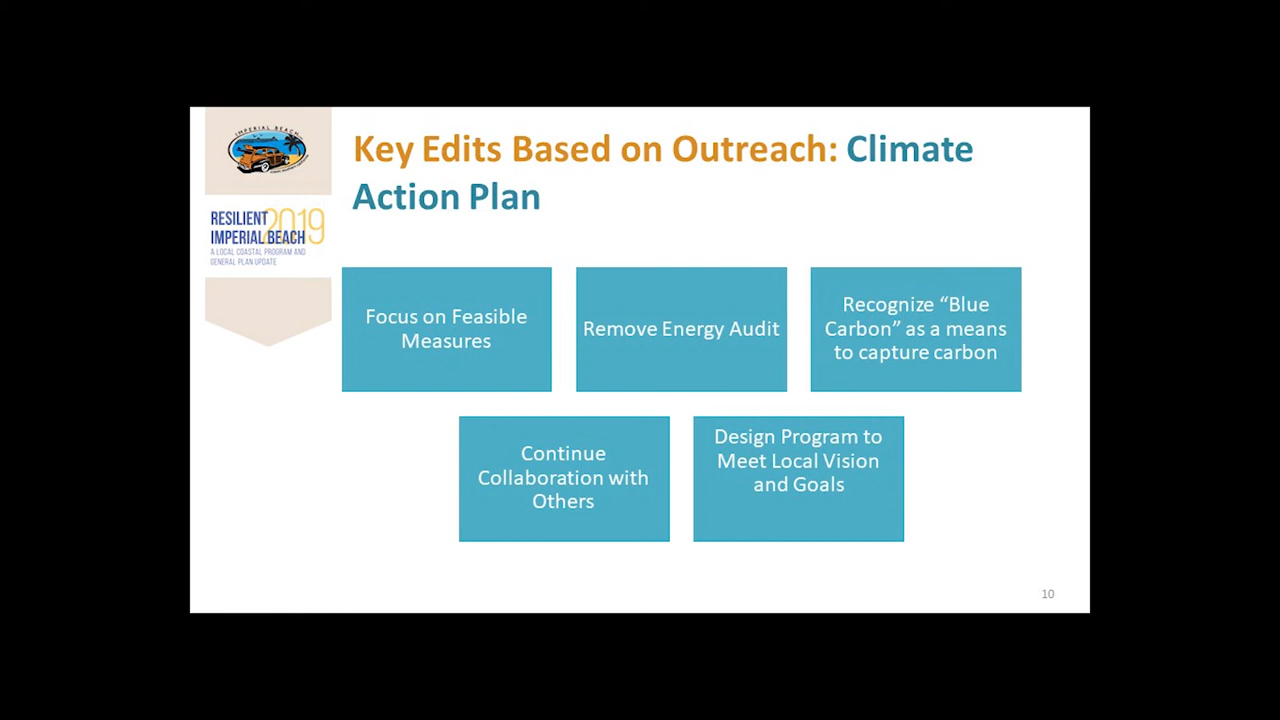 IMPERIAL BEACH
RESILIENT 2019
IMPERIAL BEACH
A LOCAL COASTAL PROGRAM AND
GENERAL PLAN UPDATE
Key Edits Based on Outreach: Climate
Action Plan
Focus on Feasible
Measures
Remove Energy Audit
Recognize “Blue
Carbon” as a means
to capture carbon
Continue
Collaboration with
Others
Design Program to
Meet Local Vision
and Goals
10